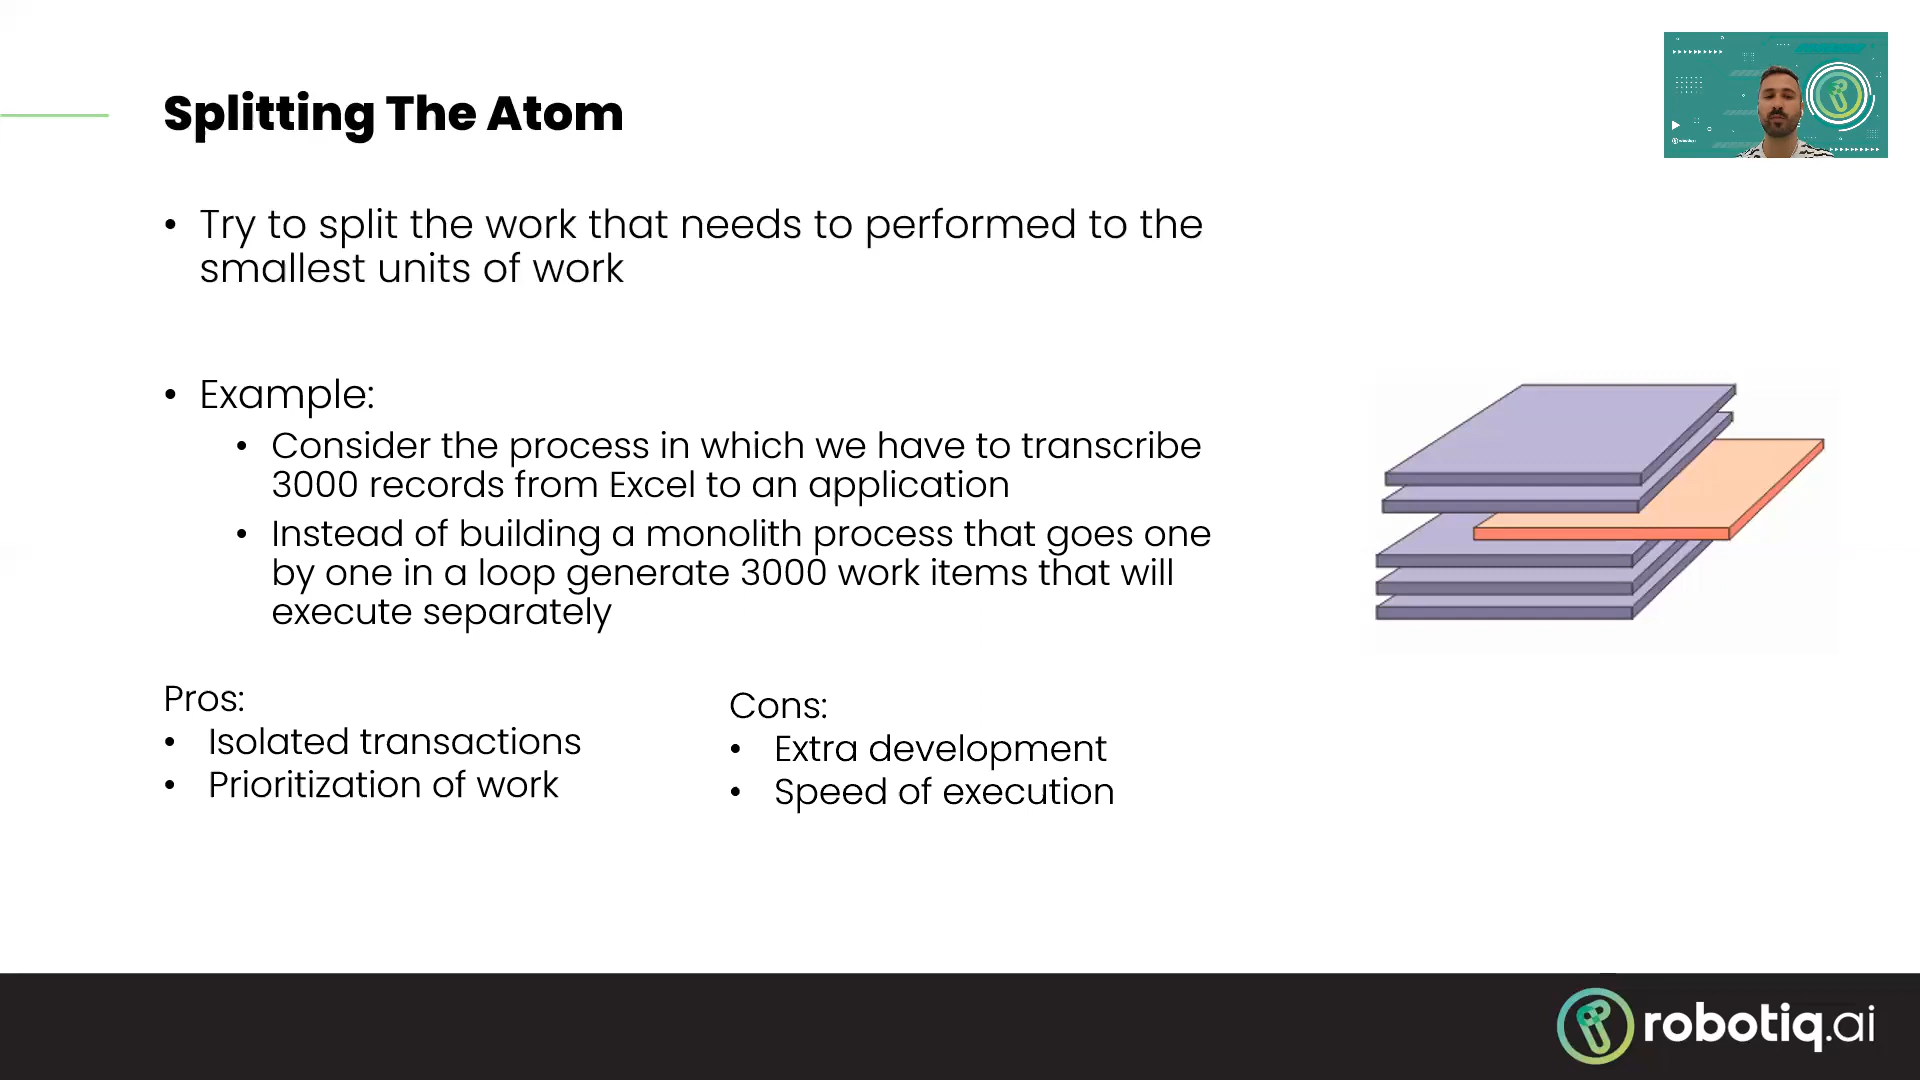 Splitting The Atom
• Try to split the work that needs to performed to the
smallest units of work
• Example:
• Consider the process in which we have to transcribe
3000 records from Excel to an application
• Instead of building a monolith process that goes one
by one in a loop generate 3000 work items that will
execute separately
Pros:
• Isolated transactions
• Prioritization of work
Cons:
• Extra development
• Speed of execution
robotiq.ai